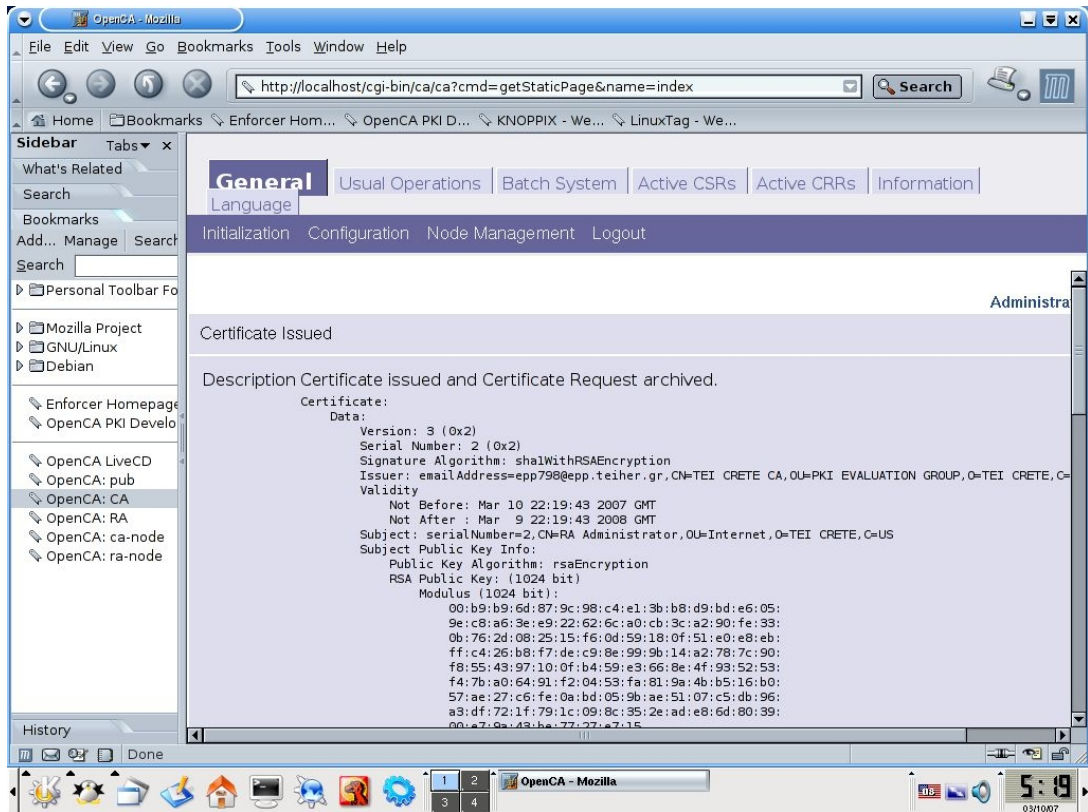 OpenCA - Mozilla
File Edit View Go Bookmarks Tools Window Help
http://localhost/cgi-bin/ca/ca?cmd=getStaticPage&name=index
Search
Home Bookmarks Enforcer Hom... OpenCA PKI D... KNOPPIX - We... LinuxTag - We...
Sidebar Tabs x
What's Related
Search
Bookmarks
Add... Manage Search
Search
Personal Toolbar Fo
Mozilla Project
GNU/Linux
Debian
Enforcer Homepage
OpenCA PKI Develo
OpenCA LiveCD
OpenCA: pub
OpenCA: CA
OpenCA: RA
OpenCA: ca-node
OpenCA: ra-node
History
General Usual Operations Batch System Active CSRs Active CRRs Information
Language
Initialization Configuration Node Management Logout
Administra
Certificate Issued
Description Certificate issued and Certificate Request archived.
Certificate:
Data:
Version: 3 (0x2)
Serial Number: 2 (0x2)
Signature Algorithm: sha1WithRSAEncryption
Issuer: emailAddress=epp798@epp.teiher.gr,CN=TEI CRETE CA,OU=PKI EVALUATION GROUP,O=TEI CRETE,C=
Validity
Not Before: Mar 10 22:19:43 2007 GMT
Not After : Mar 9 22:19:43 2008 GMT
Subject: serialNumber=2,CN=RA Administrator,OU=Internet,O=TEI CRETE,C=US
Subject Public Key Info:
Public Key Algorithm: rsaEncryption
RSA Public Key: (1024 bit)
Modulus (1024 bit):
00:b9:b9:6d:87:9c:98:c4:e1:3b:b8:d9:bd:e6:05:
9e:c8:a6:3e:e9:22:62:6c:a0:cb:3c:a2:90:fe:33:
0b:76:2d:08:25:15:f6:0d:59:18:0f:51:e0:e8:eb:
ff:c4:26:b8:f7:de:c9:8e:99:9b:14:a2:78:7c:90:
f8:55:43:97:10:0f:b4:59:e3:66:8e:4f:93:52:53:
f4:7b:a0:64:91:f2:04:53:fa:81:9a:4b:b5:16:b0:
57:ae:27:c6:fe:0a:bd:05:9b:ae:51:07:c5:db:96:
a3:df:72:1f:79:1c:09:8c:35:2e:ad:e8:6d:80:39:
00:e7:9a:43:be:77:27:e7:15
Done
1 2
3 4
OpenCA - Mozilla
US
5:19
03/10/07